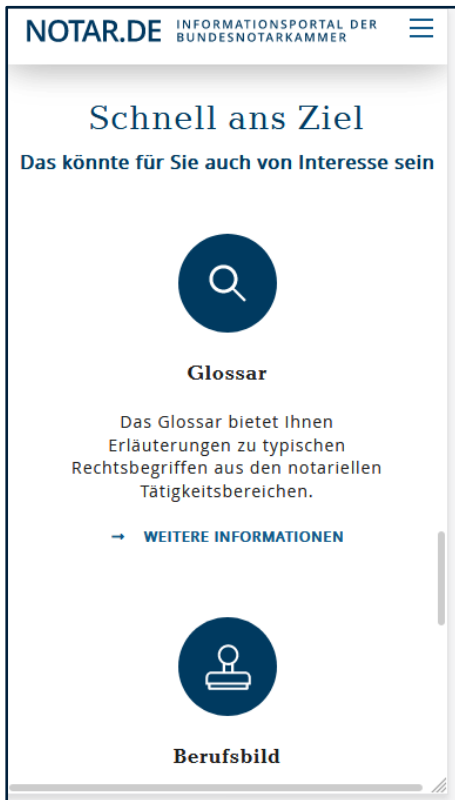 NOTAR.DE INFORMATIONSPORTAL DER
BUNDESNOTARKAMMER
Schnell ans Ziel
Das könnte für Sie auch von Interesse sein
Glossar
Das Glossar bietet Ihnen
Erläuterungen zu typischen
Rechtsbegriffen aus den notariellen
Tätigkeitsbereichen.
→ WEITERE INFORMATIONEN
Berufsbild